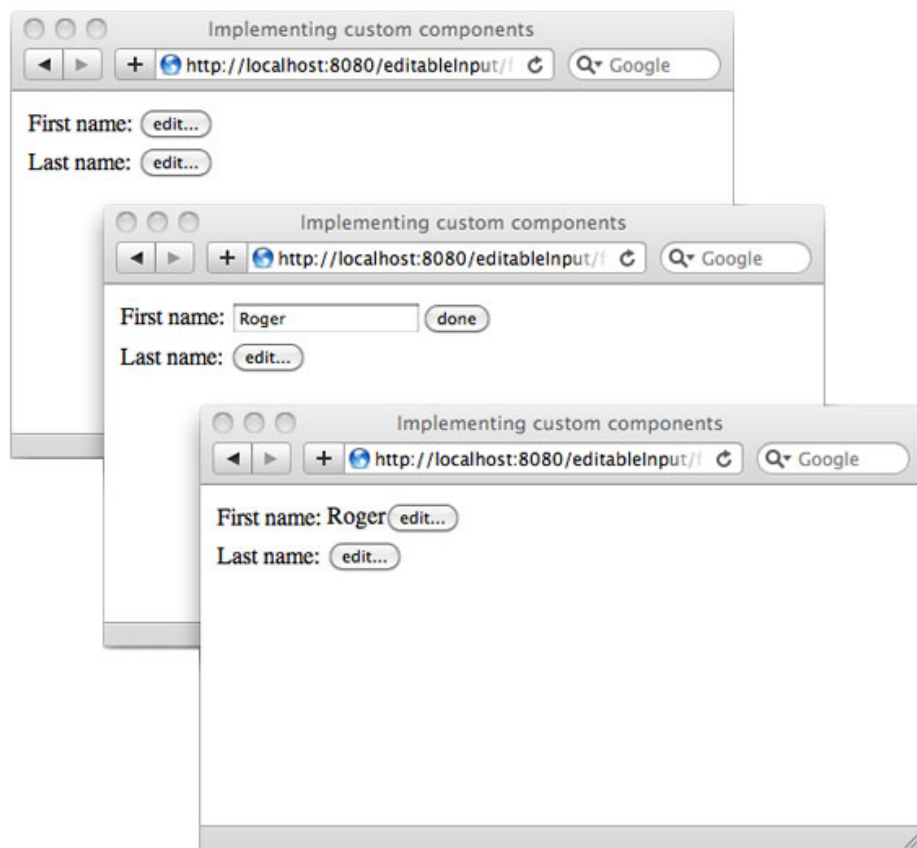 Implementing custom components
+ http://localhost:8080/editableInput/f Google
First name: edit...
Last name: edit...
Implementing custom components
+ http://localhost:8080/editableInput/f Google
First name: Roger done
Last name: edit...
Implementing custom components
+ http://localhost:8080/editableInput/f Google
First name: Roger edit...
Last name: edit...